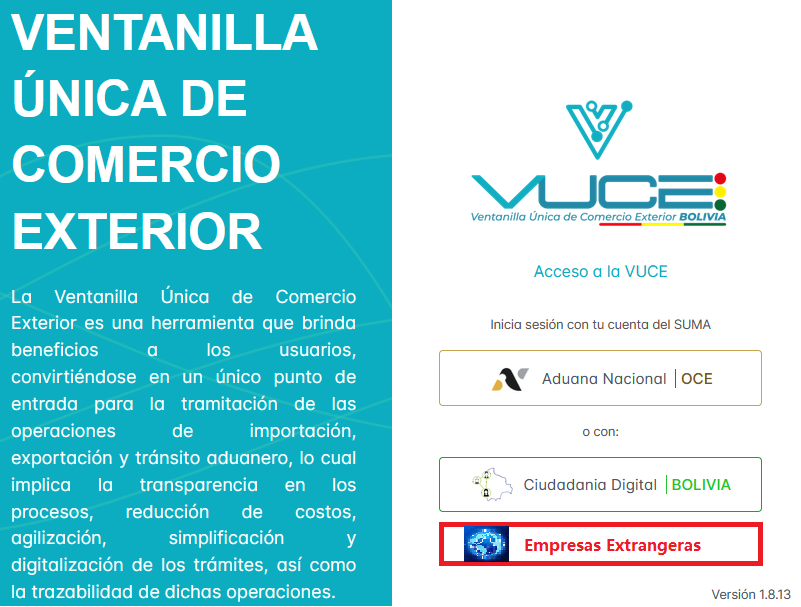 VENTANILLA
ÚNICA DE
COMERCIO
EXTERIOR
La Ventanilla Única de Comercio
Exterior es una herramienta que brinda
beneficios a los usuarios,
convirtiéndose en un único punto de
entrada para la tramitación de las
operaciones de importación,
exportación y tránsito aduanero, lo cual
implica la transparencia en los
procesos, reducción de costos,
agilización, simplificación y
digitalización de los trámites, así como
la trazabilidad de dichas operaciones.
VUCE
Ventanilla Única de Comercio Exterior BOLIVIA
Acceso a la VUCE
Inicia sesión con tu cuenta del SUMA
Aduana Nacional | OCE
o con:
Ciudadania Digital | BOLIVIA
Empresas Extrangeras
Versión 1.8.13